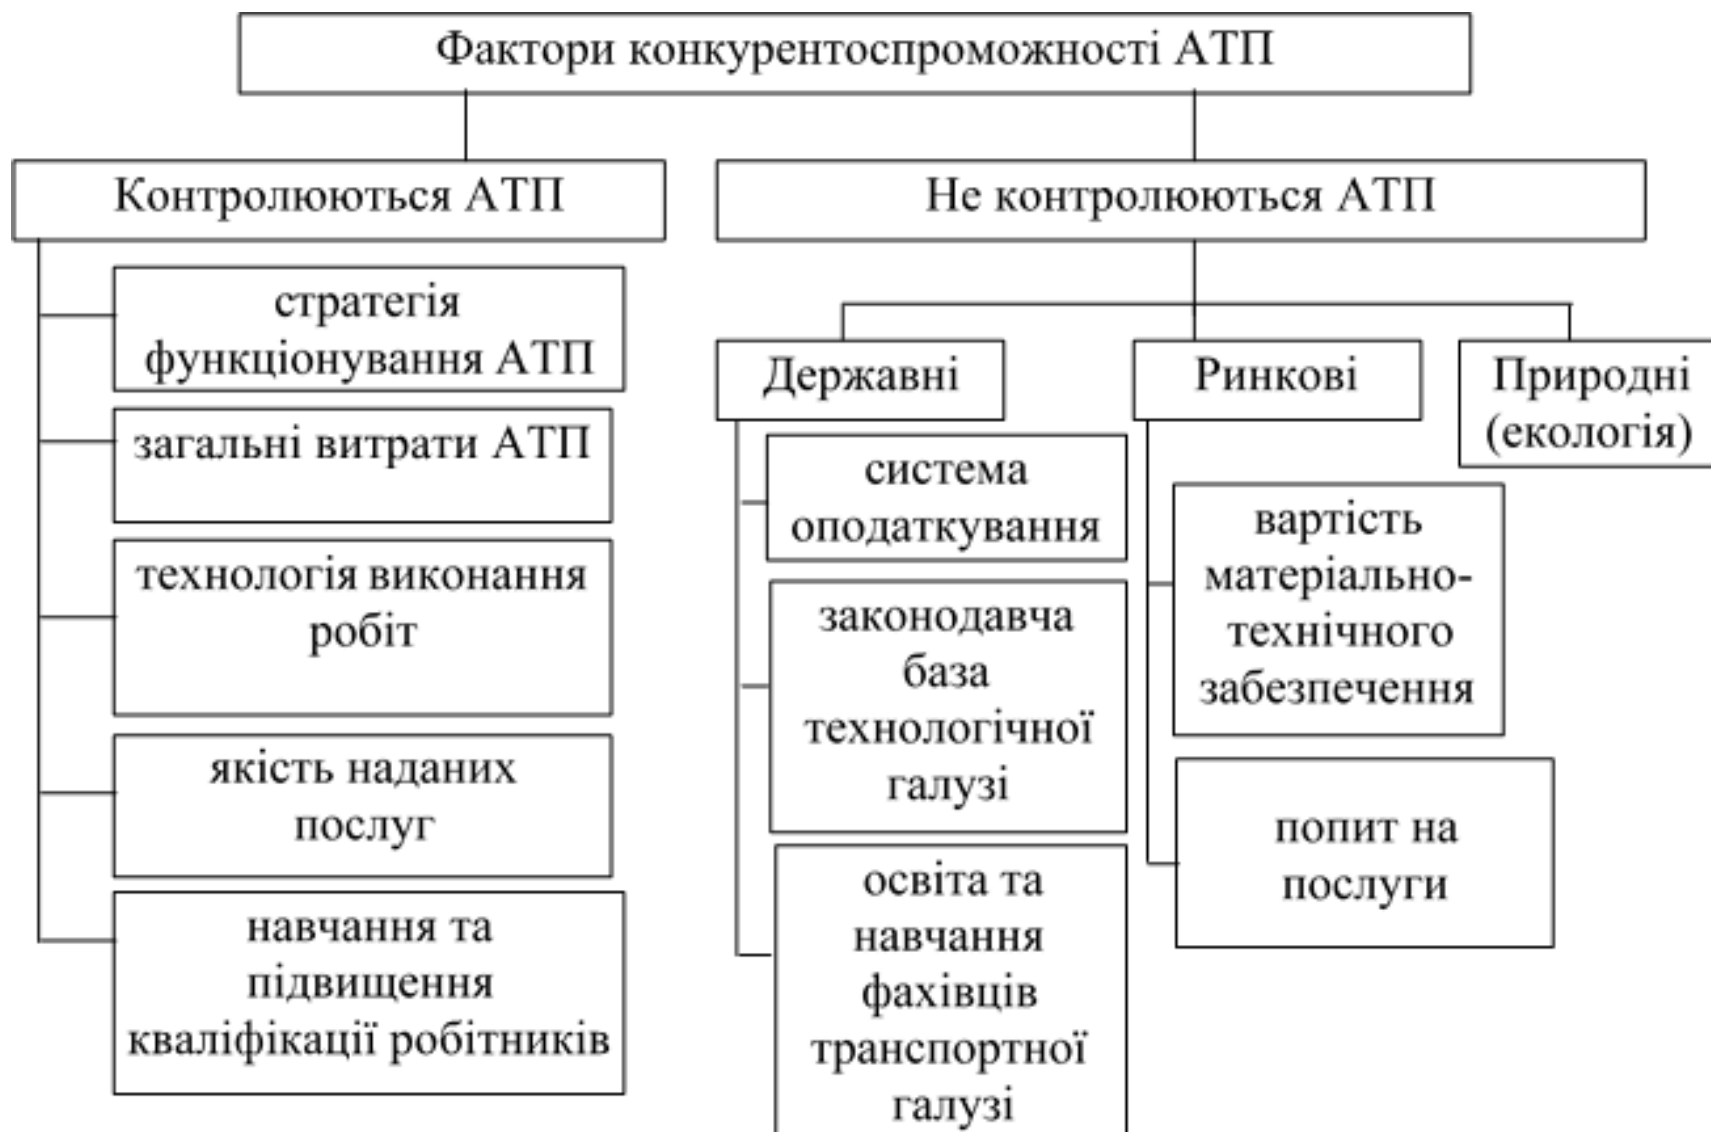 Фактори конкурентоспроможності АТП
Контролюються АТП
стратегія
функціонування АТП
загальні витрати АТП
технологія виконання
робіт
якість наданих
послуг
навчання та
підвищення
кваліфікації робітників
Не контролюються АТП
Державні
система
оподаткування
законодавча
база
технологічної
галузі
освіта та
навчання
фахівців
транспортної
галузі
Ринкові
вартість
матеріально-
технічного
забезпечення
попит на
послуги
Природні
(екологія)